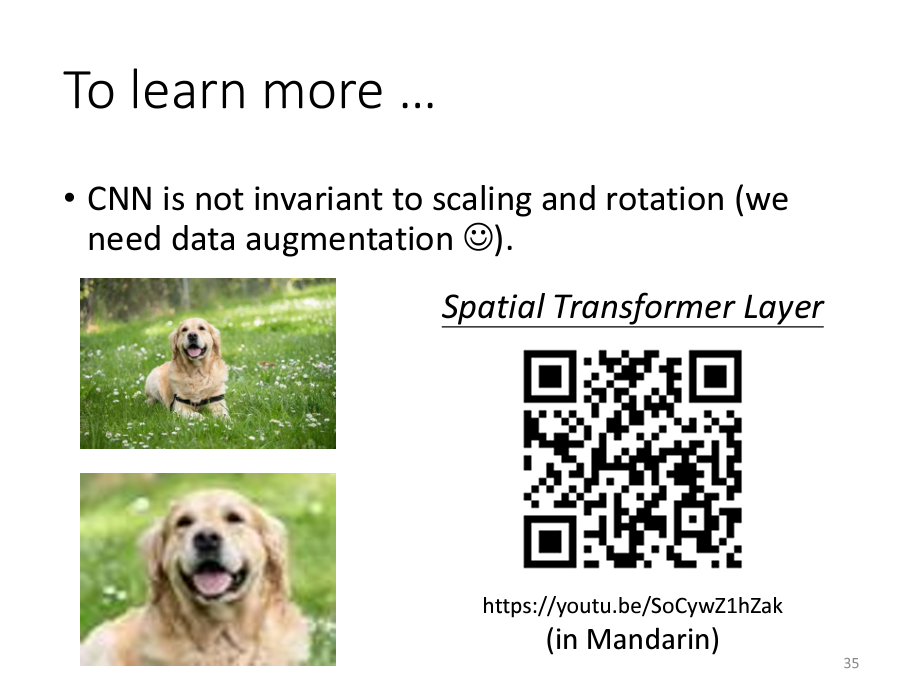 To learn more …
• CNN is not invariant to scaling and rotation (we
need data augmentation ☺).
Spatial Transformer Layer
https://youtu.be/SoCywZ1hZak
(in Mandarin)
35